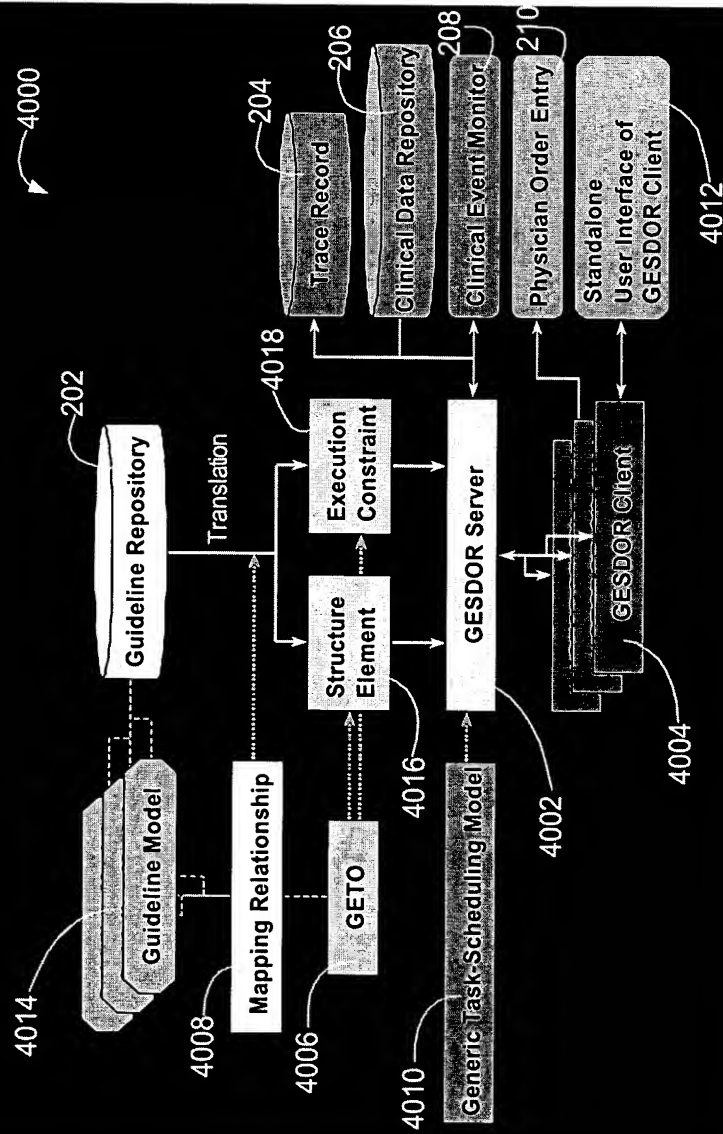 4000
202
Guideline Repository
204
Trace Record
206
Clinical Data Repository
208
Clinical Event Monitor
210
Physician Order Entry
Standalone
User Interface of
GESDOR Client
4012
4014
Guideline Model
Translation
4008
Mapping Relationship
4018
Execution
Constraint
Structure
Element
4016
4006
GETO
GESDOR Server
4002
4010
Generic Task-Scheduling Model
GESDOR Client
4004